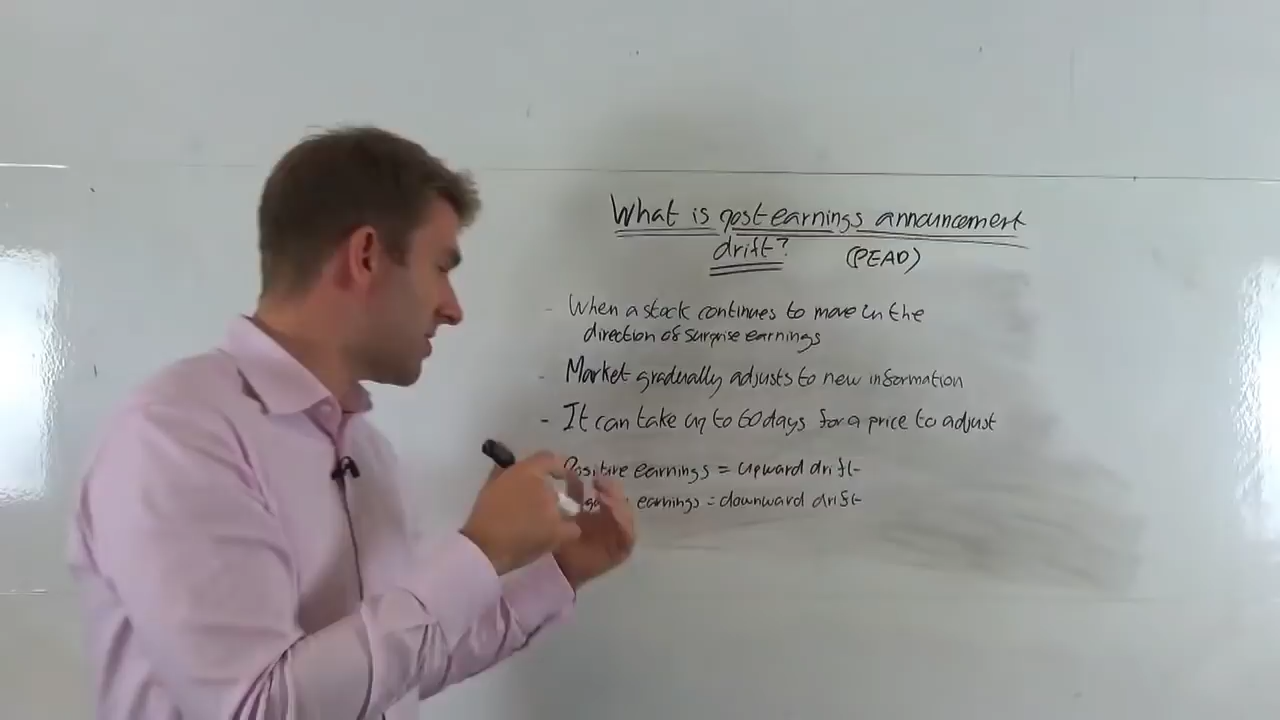 What is post earnings announcement
drift? (PEAD)
- When a stock continues to move in the
direction of surprise earnings
- Market gradually adjusts to new information
- It can take up to 60 days for a price to adjust
Positive earnings = upward drift
earnings = downward drift